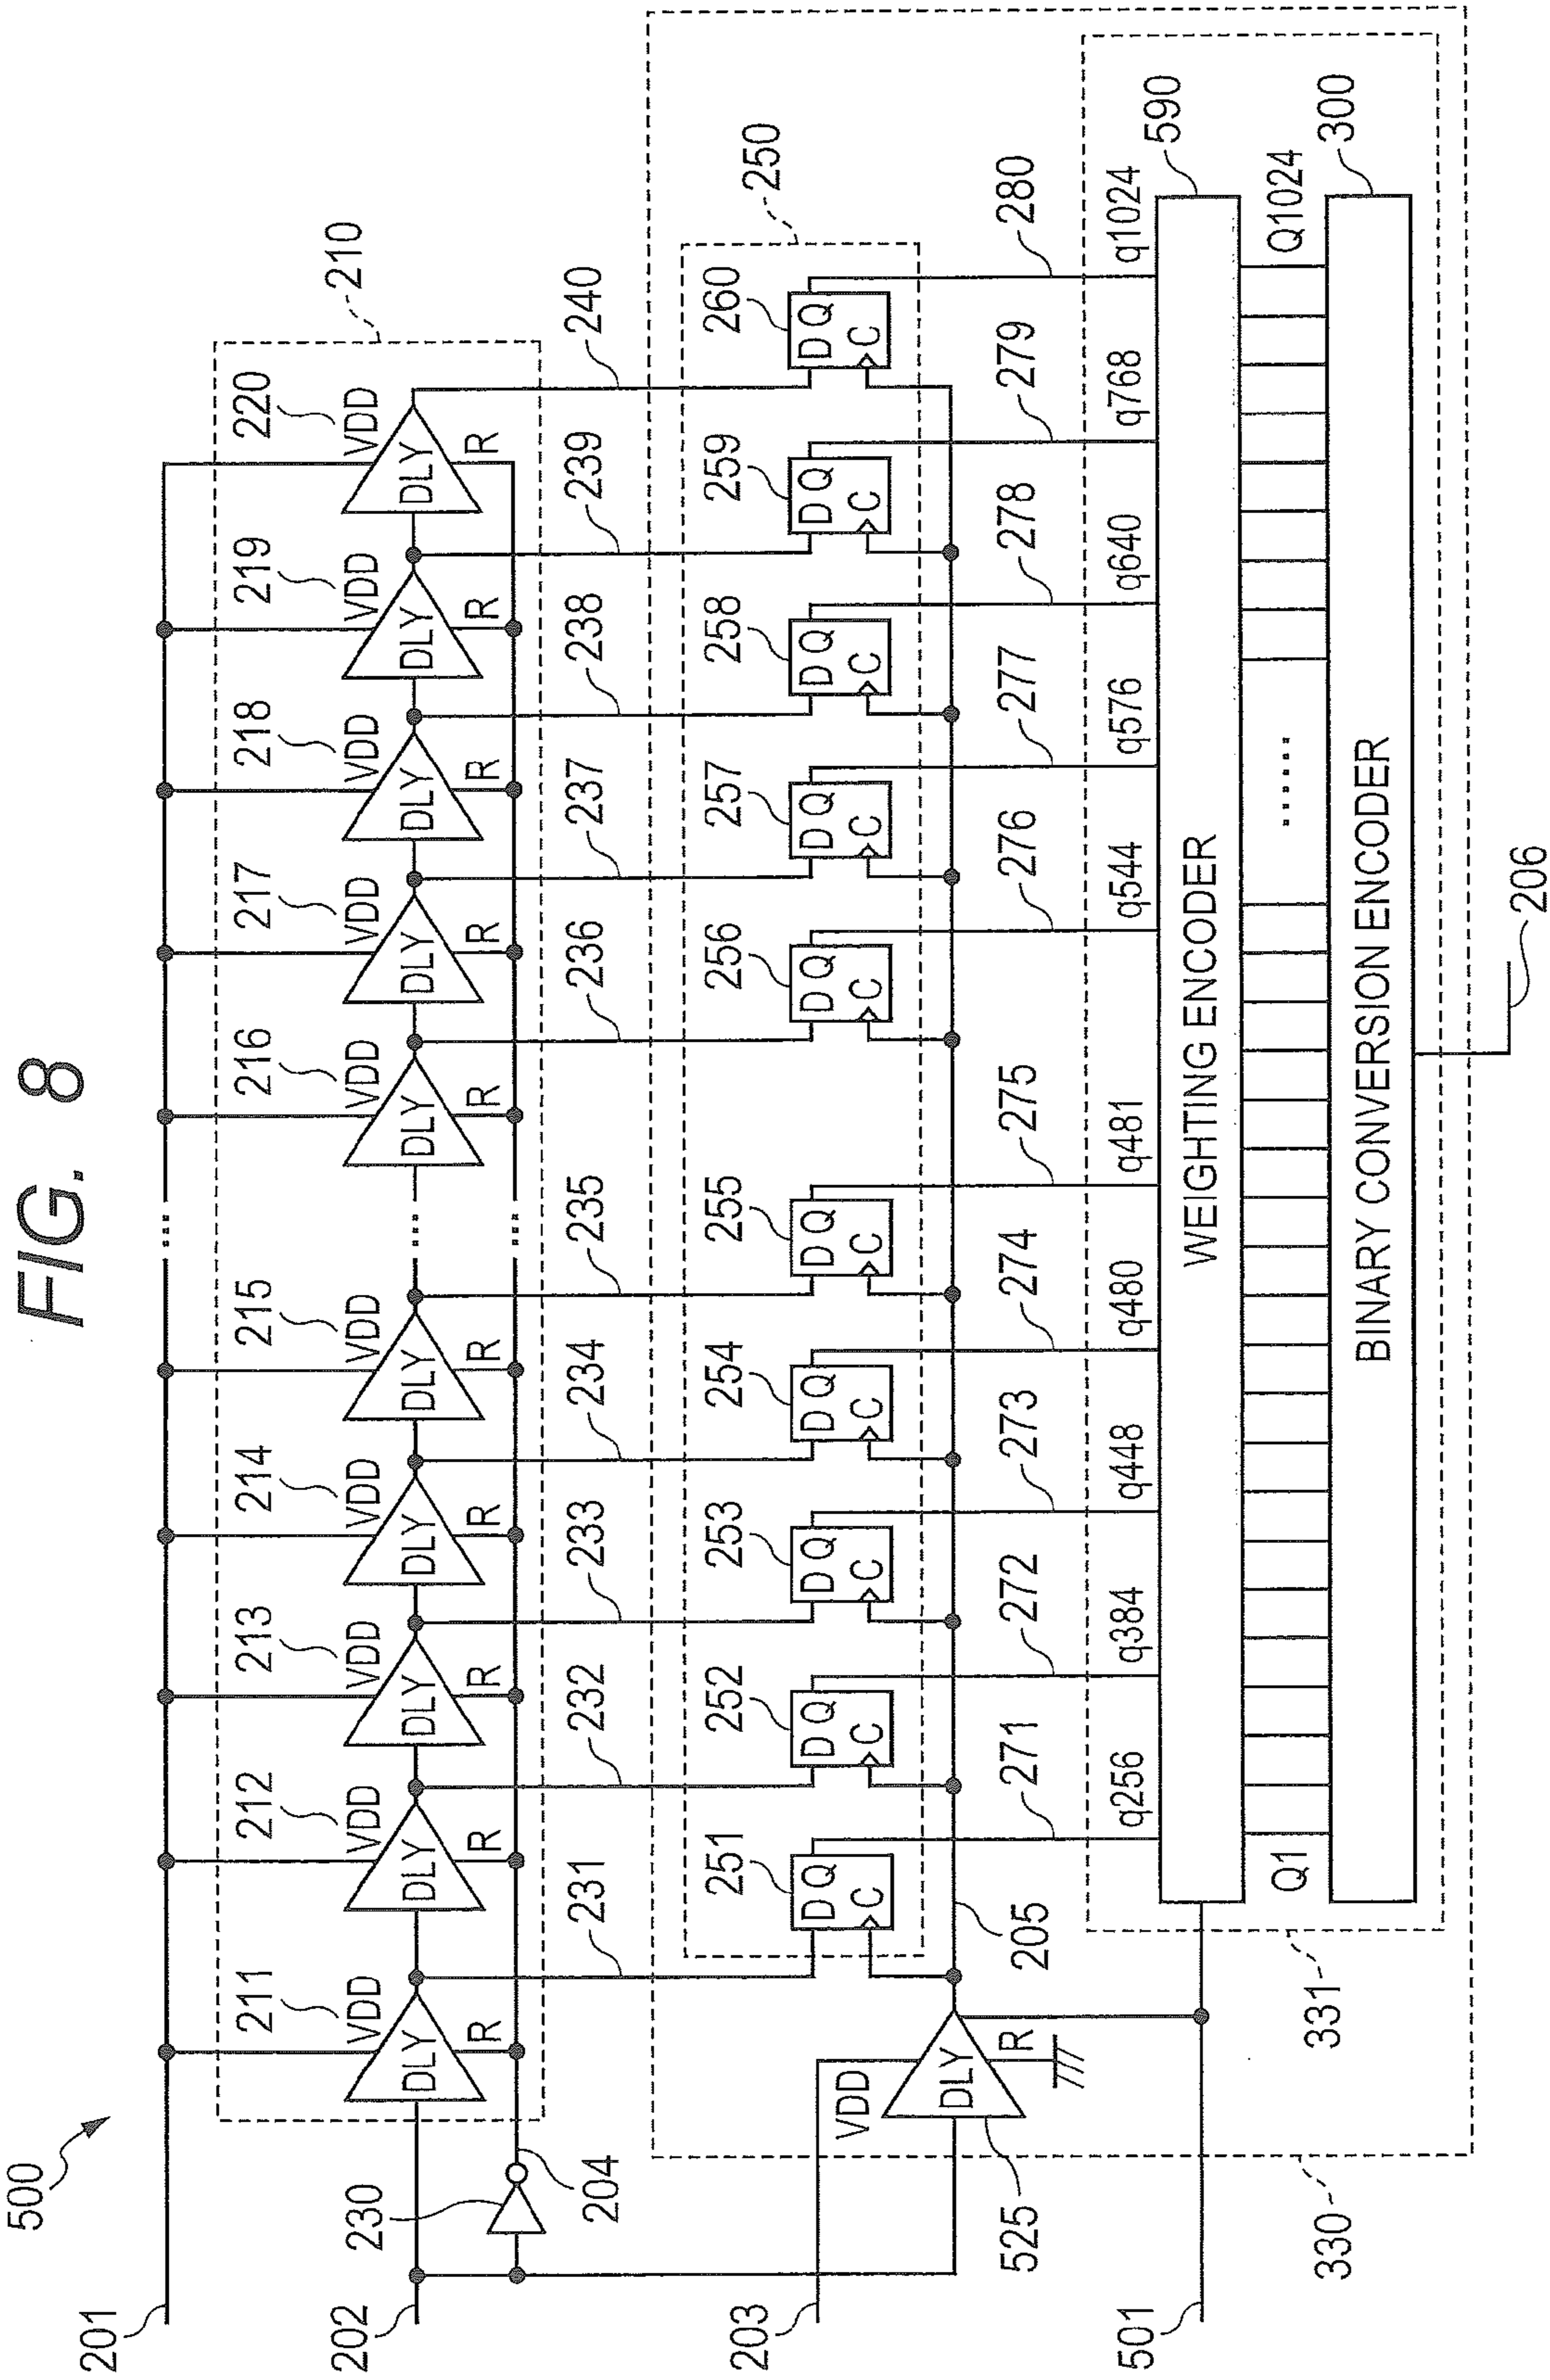 FIG. 8
500
201
202
203
501
230
204
525
330
331
205
206
210
250
590
300
211 212 213 214 215 ... 216 217 218 219 220
VDD VDD VDD VDD VDD VDD VDD VDD VDD VDD
DLY DLY DLY DLY DLY ... DLY DLY DLY DLY DLY
R R R R R ... R R R R R
231 232 233 234 235 236 237 238 239 240
251 252 253 254 255 256 257 258 259 260
D Q D Q D Q D Q D Q D Q D Q D Q D Q D Q
C C C C C C C C C C
VDD
DLY
R
271 272 273 274 275 276 277 278 279 280
q256 q384 q448 q480 q481 q544 q576 q640 q768 q1024
WEIGHTING ENCODER
Q1 ...... Q1024
BINARY CONVERSION ENCODER